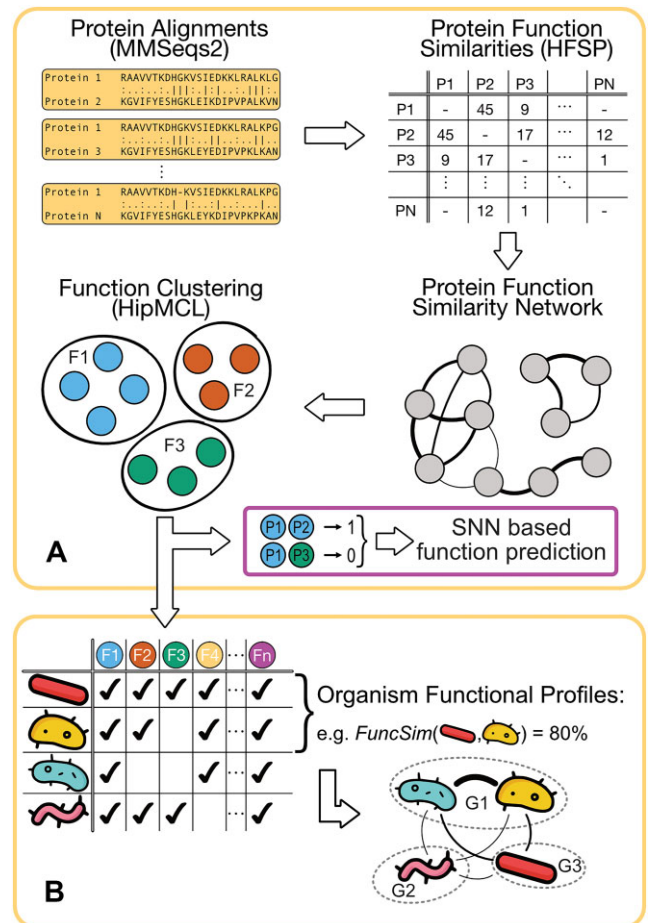 Protein Alignments
(MMSeqs2)
Protein 1 RAAVVTKDHGKVSIEDKKLRALKLG
:..:..:..|||:.|:|..:..|||:.
Protein 2 KGVIFYESHGKLEIKDIPVPALKVN
Protein 1 RAAVVTKDHGKVSIEDKKLRALKPG
:..:..:..|||:..||..:..||..
Protein 3 KGVIFYESHGKLEYEDIPVPKLKAN
⋮
Protein 1 RAAVVTKDH-KVSIEDKKLRALKPG
:..:..:.| |:..|..:...|..
Protein N KGVIFYESHGKLEYKDIPVPKPKAN
Protein Function
Similarities (HFSP)
P1 P2 P3 ... PN
P1 - 45 9 ... -
P2 45 - 17 ... 12
P3 9 17 - ... 1
⋮ ⋮ ⋮ ⋱
PN - 12 1 -
Protein Function
Similarity Network
Function Clustering
(HipMCL)
F1
F2
F3
P1 P2 → 1
P1 P3 → 0
SNN based
function prediction
A
F1 F2 F3 F4 ... Fn
✓ ✓ ✓ ✓ ... ✓
✓ ✓ ✓ ... ✓
✓ ✓ ... ✓
✓ ✓ ✓ ... ✓
Organism Functional Profiles:
e.g. FuncSim( , ) = 80%
G1
G2
G3
B